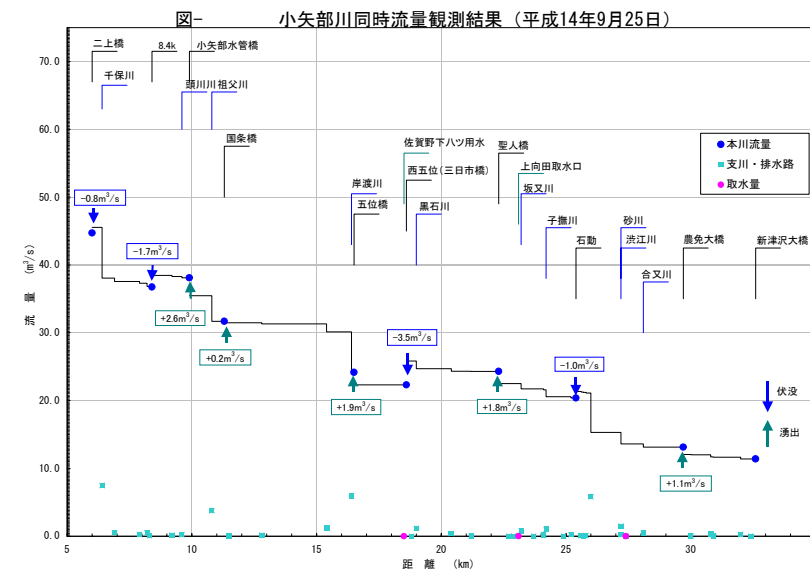 図-　小矢部川同時流量観測結果（平成14年9月25日）
二上橋
8.4k
小矢部水管橋
千保川
頭川川
祖父川
国条橋
佐賀野下八ツ用水
西五位(三日市橋)
岸渡川
五位橋
黒石川
聖人橋
上向田取水口
坂又川
子撫川
石動
砂川
渋江川
合又川
農免大橋
新津沢大橋
本川流量
支川・排水路
取水量
-0.8m³/s
-1.7m³/s
+2.6m³/s
+0.2m³/s
+1.9m³/s
-3.5m³/s
+1.8m³/s
-1.0m³/s
+1.1m³/s
伏没
湧出
流 量 (m³/s)
70.0
60.0
50.0
40.0
30.0
20.0
10.0
0.0
5
10
15
20
25
30
距 離 (km)